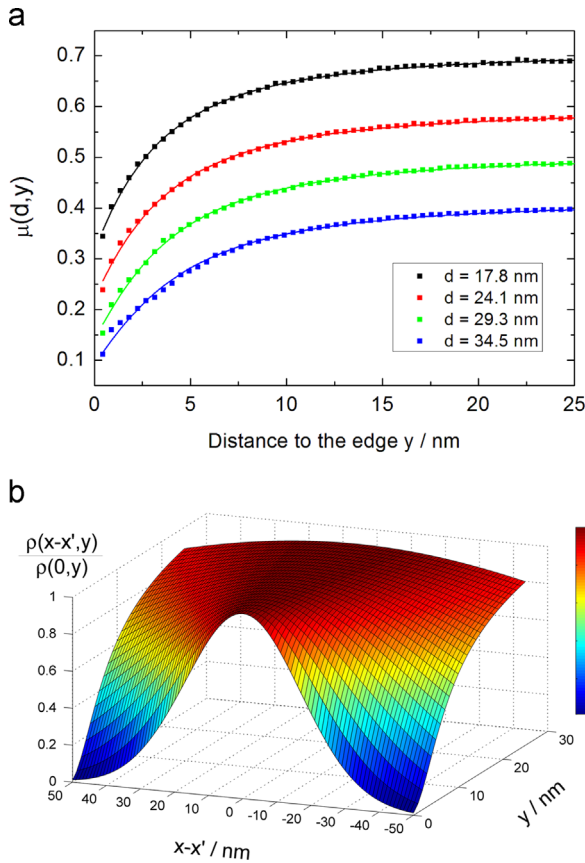 a
0.7
0.6
0.5
0.4
0.3
0.2
0.1
μ(d,y)
d = 17.8 nm
d = 24.1 nm
d = 29.3 nm
d = 34.5 nm
0 5 10 15 20 25
Distance to the edge y / nm
b
ρ(x-x',y)
ρ(0,y)
1
0.8
0.6
0.4
0.2
0
50 40 30 20 10 0 -10 -20 -30 -40 -50
x-x' / nm
0 10 20 30
y / nm